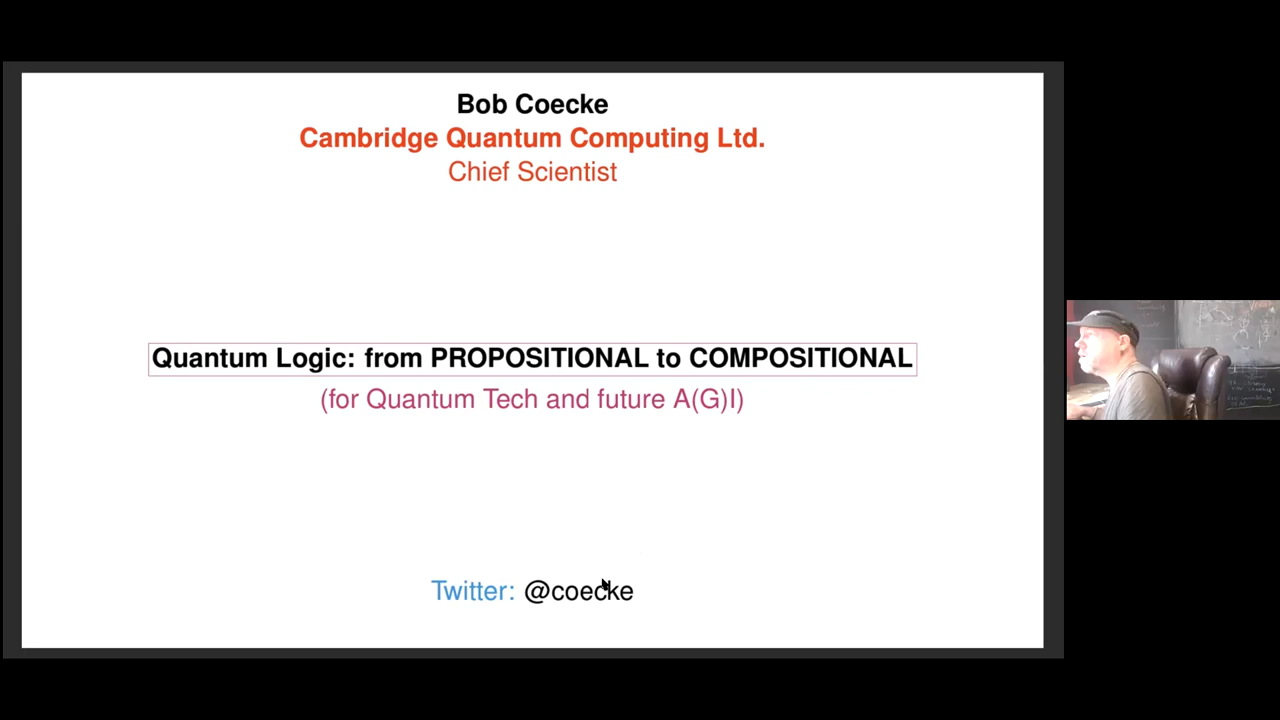 Bob Coecke
Cambridge Quantum Computing Ltd.
Chief Scientist
Quantum Logic: from PROPOSITIONAL to COMPOSITIONAL
(for Quantum Tech and future A(G)I)
Twitter: @coecke